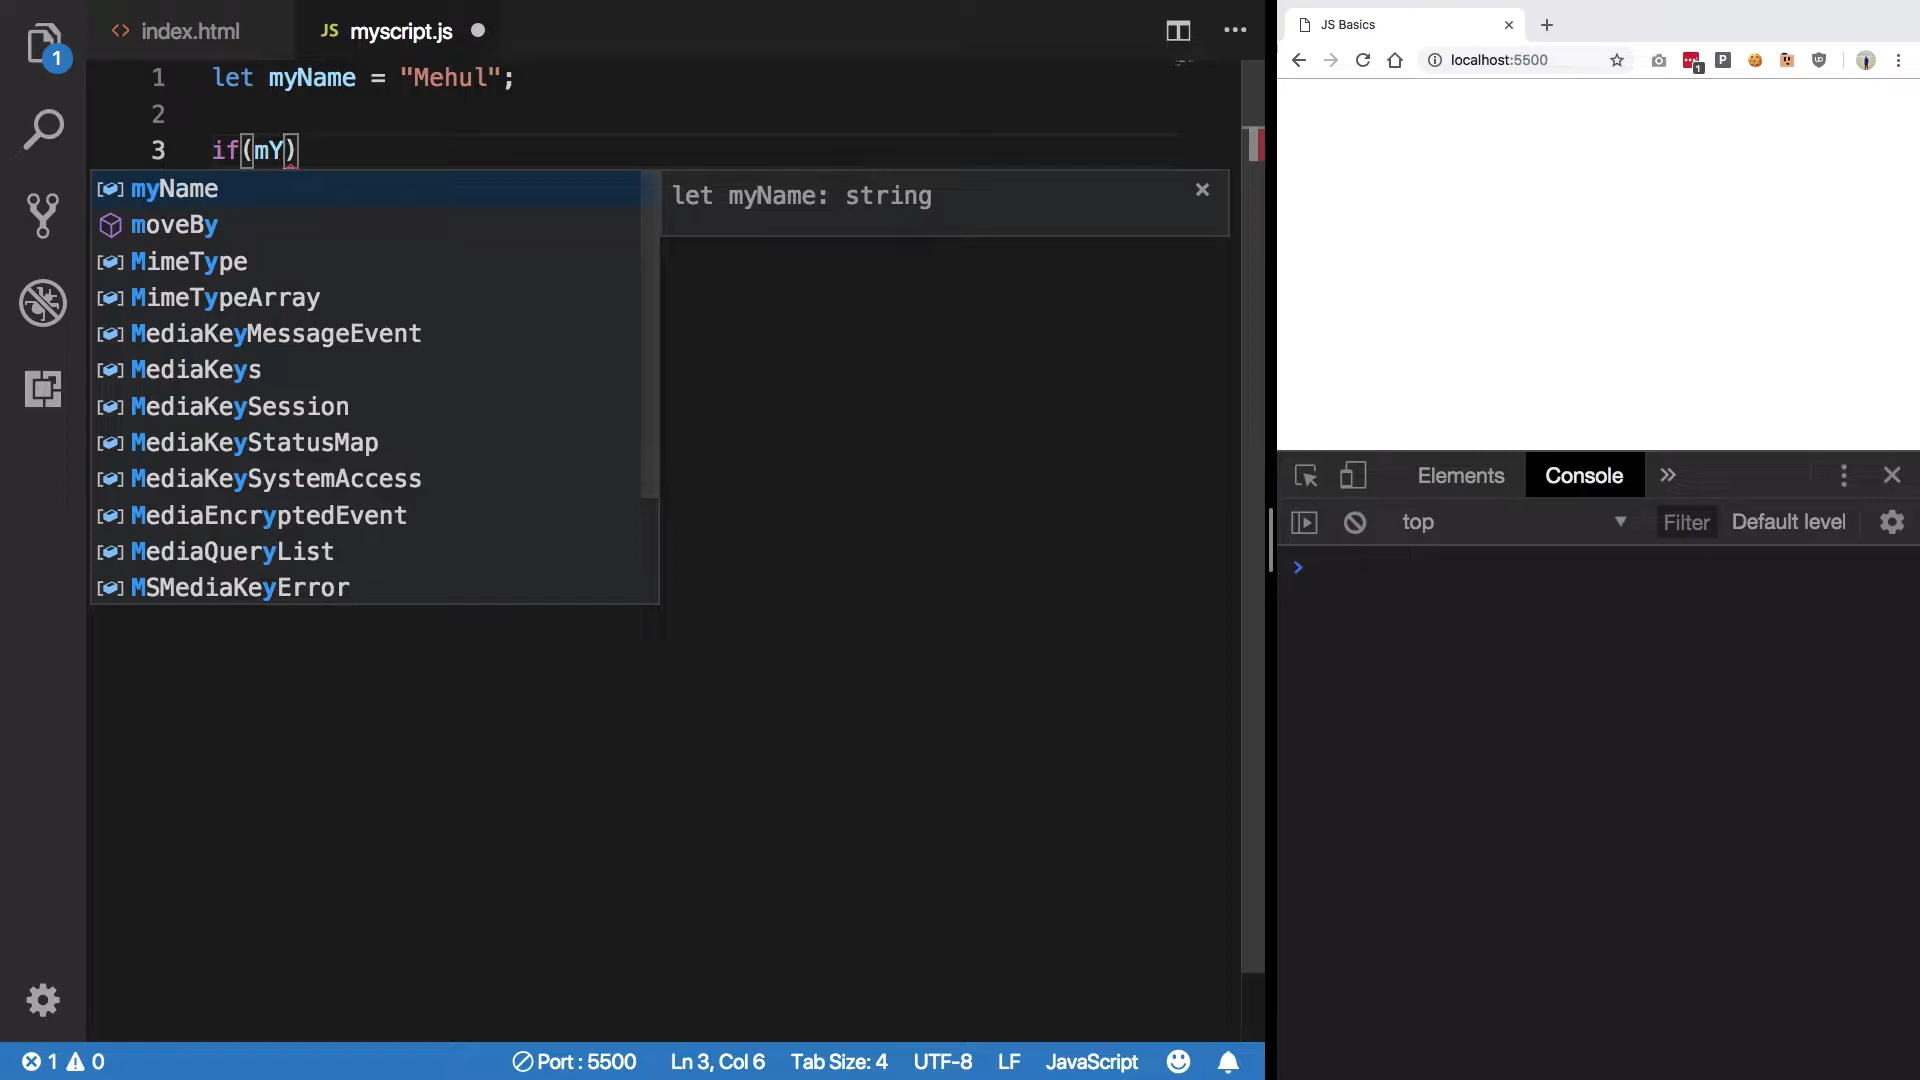 index.html
JS myscript.js
1
1 let myName = "Mehul";
2
3 if(mY)
myName
moveBy
MimeType
MimeTypeArray
MediaKeyMessageEvent
MediaKeys
MediaKeySession
MediaKeyStatusMap
MediaKeySystemAccess
MediaEncryptedEvent
MediaQueryList
MSMediaKeyError
let myName: string
1 0 Port : 5500 Ln 3, Col 6 Tab Size: 4 UTF-8 LF JavaScript
JS Basics
localhost:5500
1 P
Elements Console
top Filter Default level